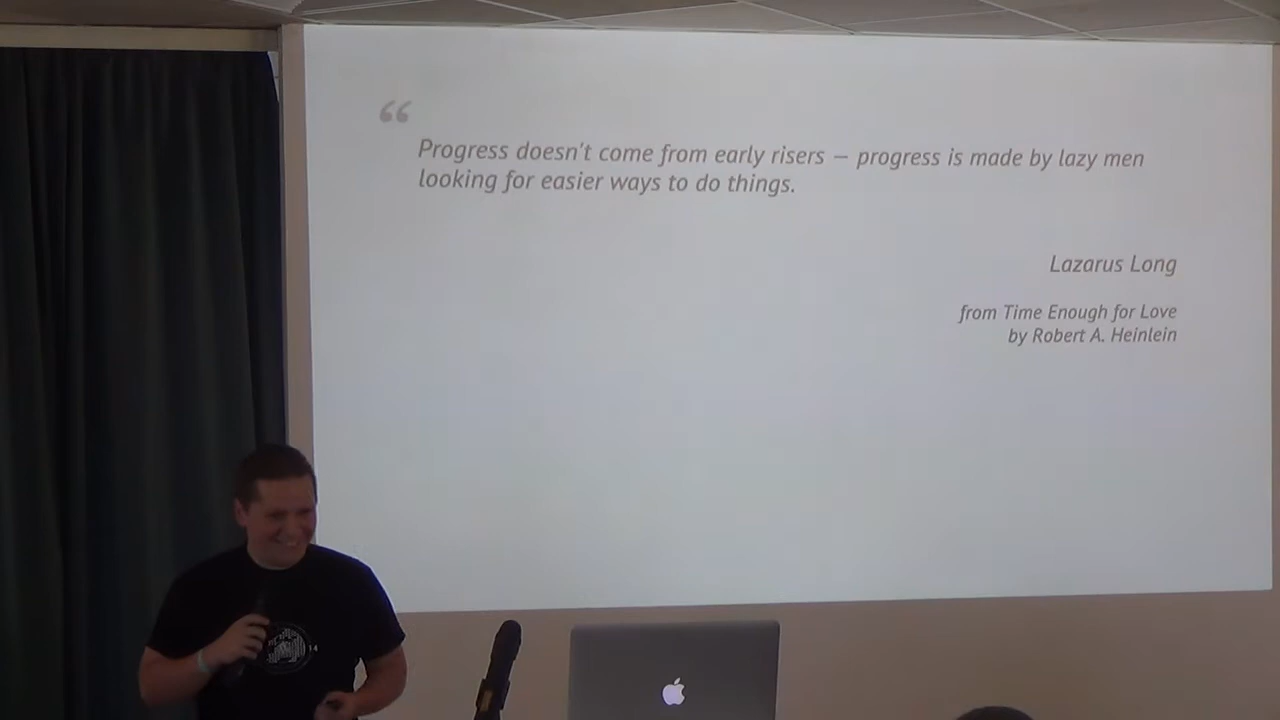 “
Progress doesn't come from early risers — progress is made by lazy men
looking for easier ways to do things.
Lazarus Long
from Time Enough for Love
by Robert A. Heinlein
14